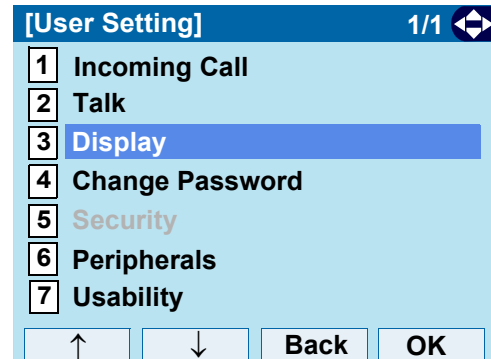 [User Setting] 1/1
1 Incoming Call
2 Talk
3 Display
4 Change Password
5 Security
6 Peripherals
7 Usability
↑ ↓ Back OK